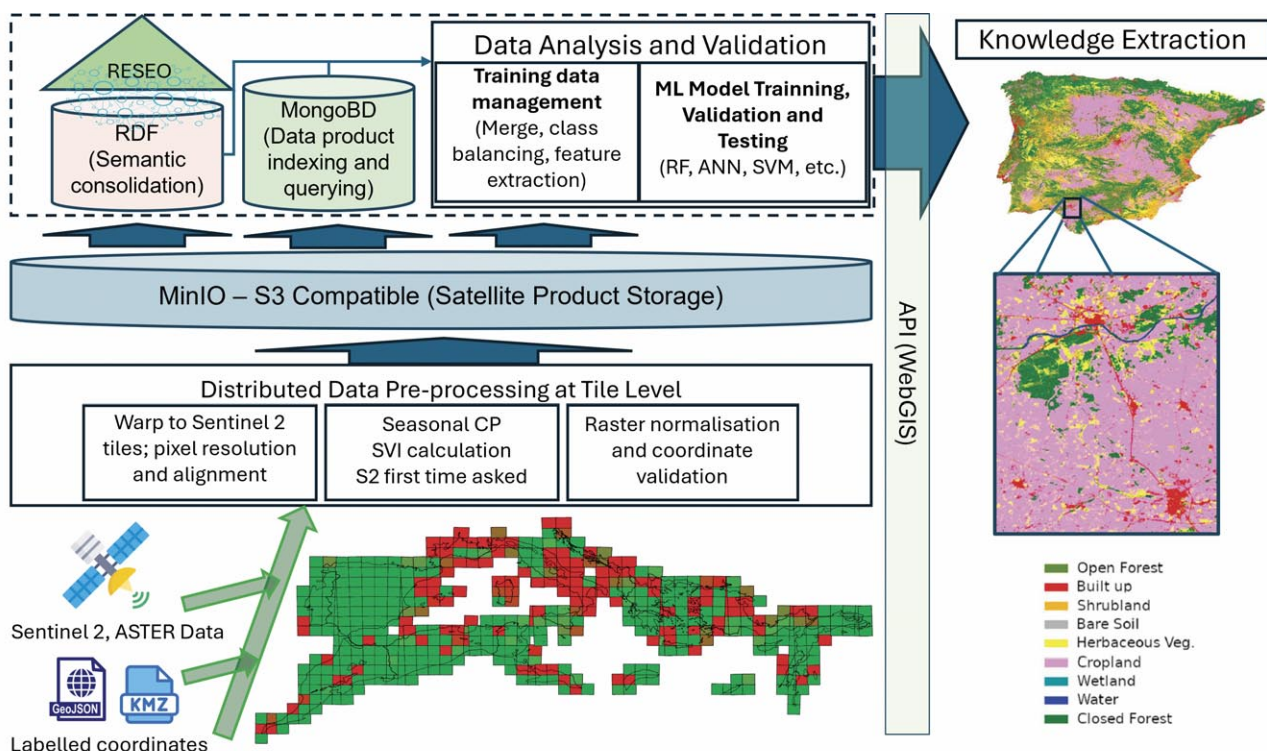 RESEO
RDF
(Semantic
consolidation)
MongoBD
(Data product
indexing and
querying)
Data Analysis and Validation
Training data
management
(Merge, class
balancing, feature
extraction)
ML Model Trainning,
Validation and
Testing
(RF, ANN, SVM, etc.)
Knowledge Extraction
MinIO – S3 Compatible (Satellite Product Storage)
API (WebGIS)
Distributed Data Pre-processing at Tile Level
Warp to Sentinel 2
tiles; pixel resolution
and alignment
Seasonal CP
SVI calculation
S2 first time asked
Raster normalisation
and coordinate
validation
Sentinel 2, ASTER Data
GeoJSON
KMZ
Labelled coordinates
Open Forest
Built up
Shrubland
Bare Soil
Herbaceous Veg.
Cropland
Wetland
Water
Closed Forest